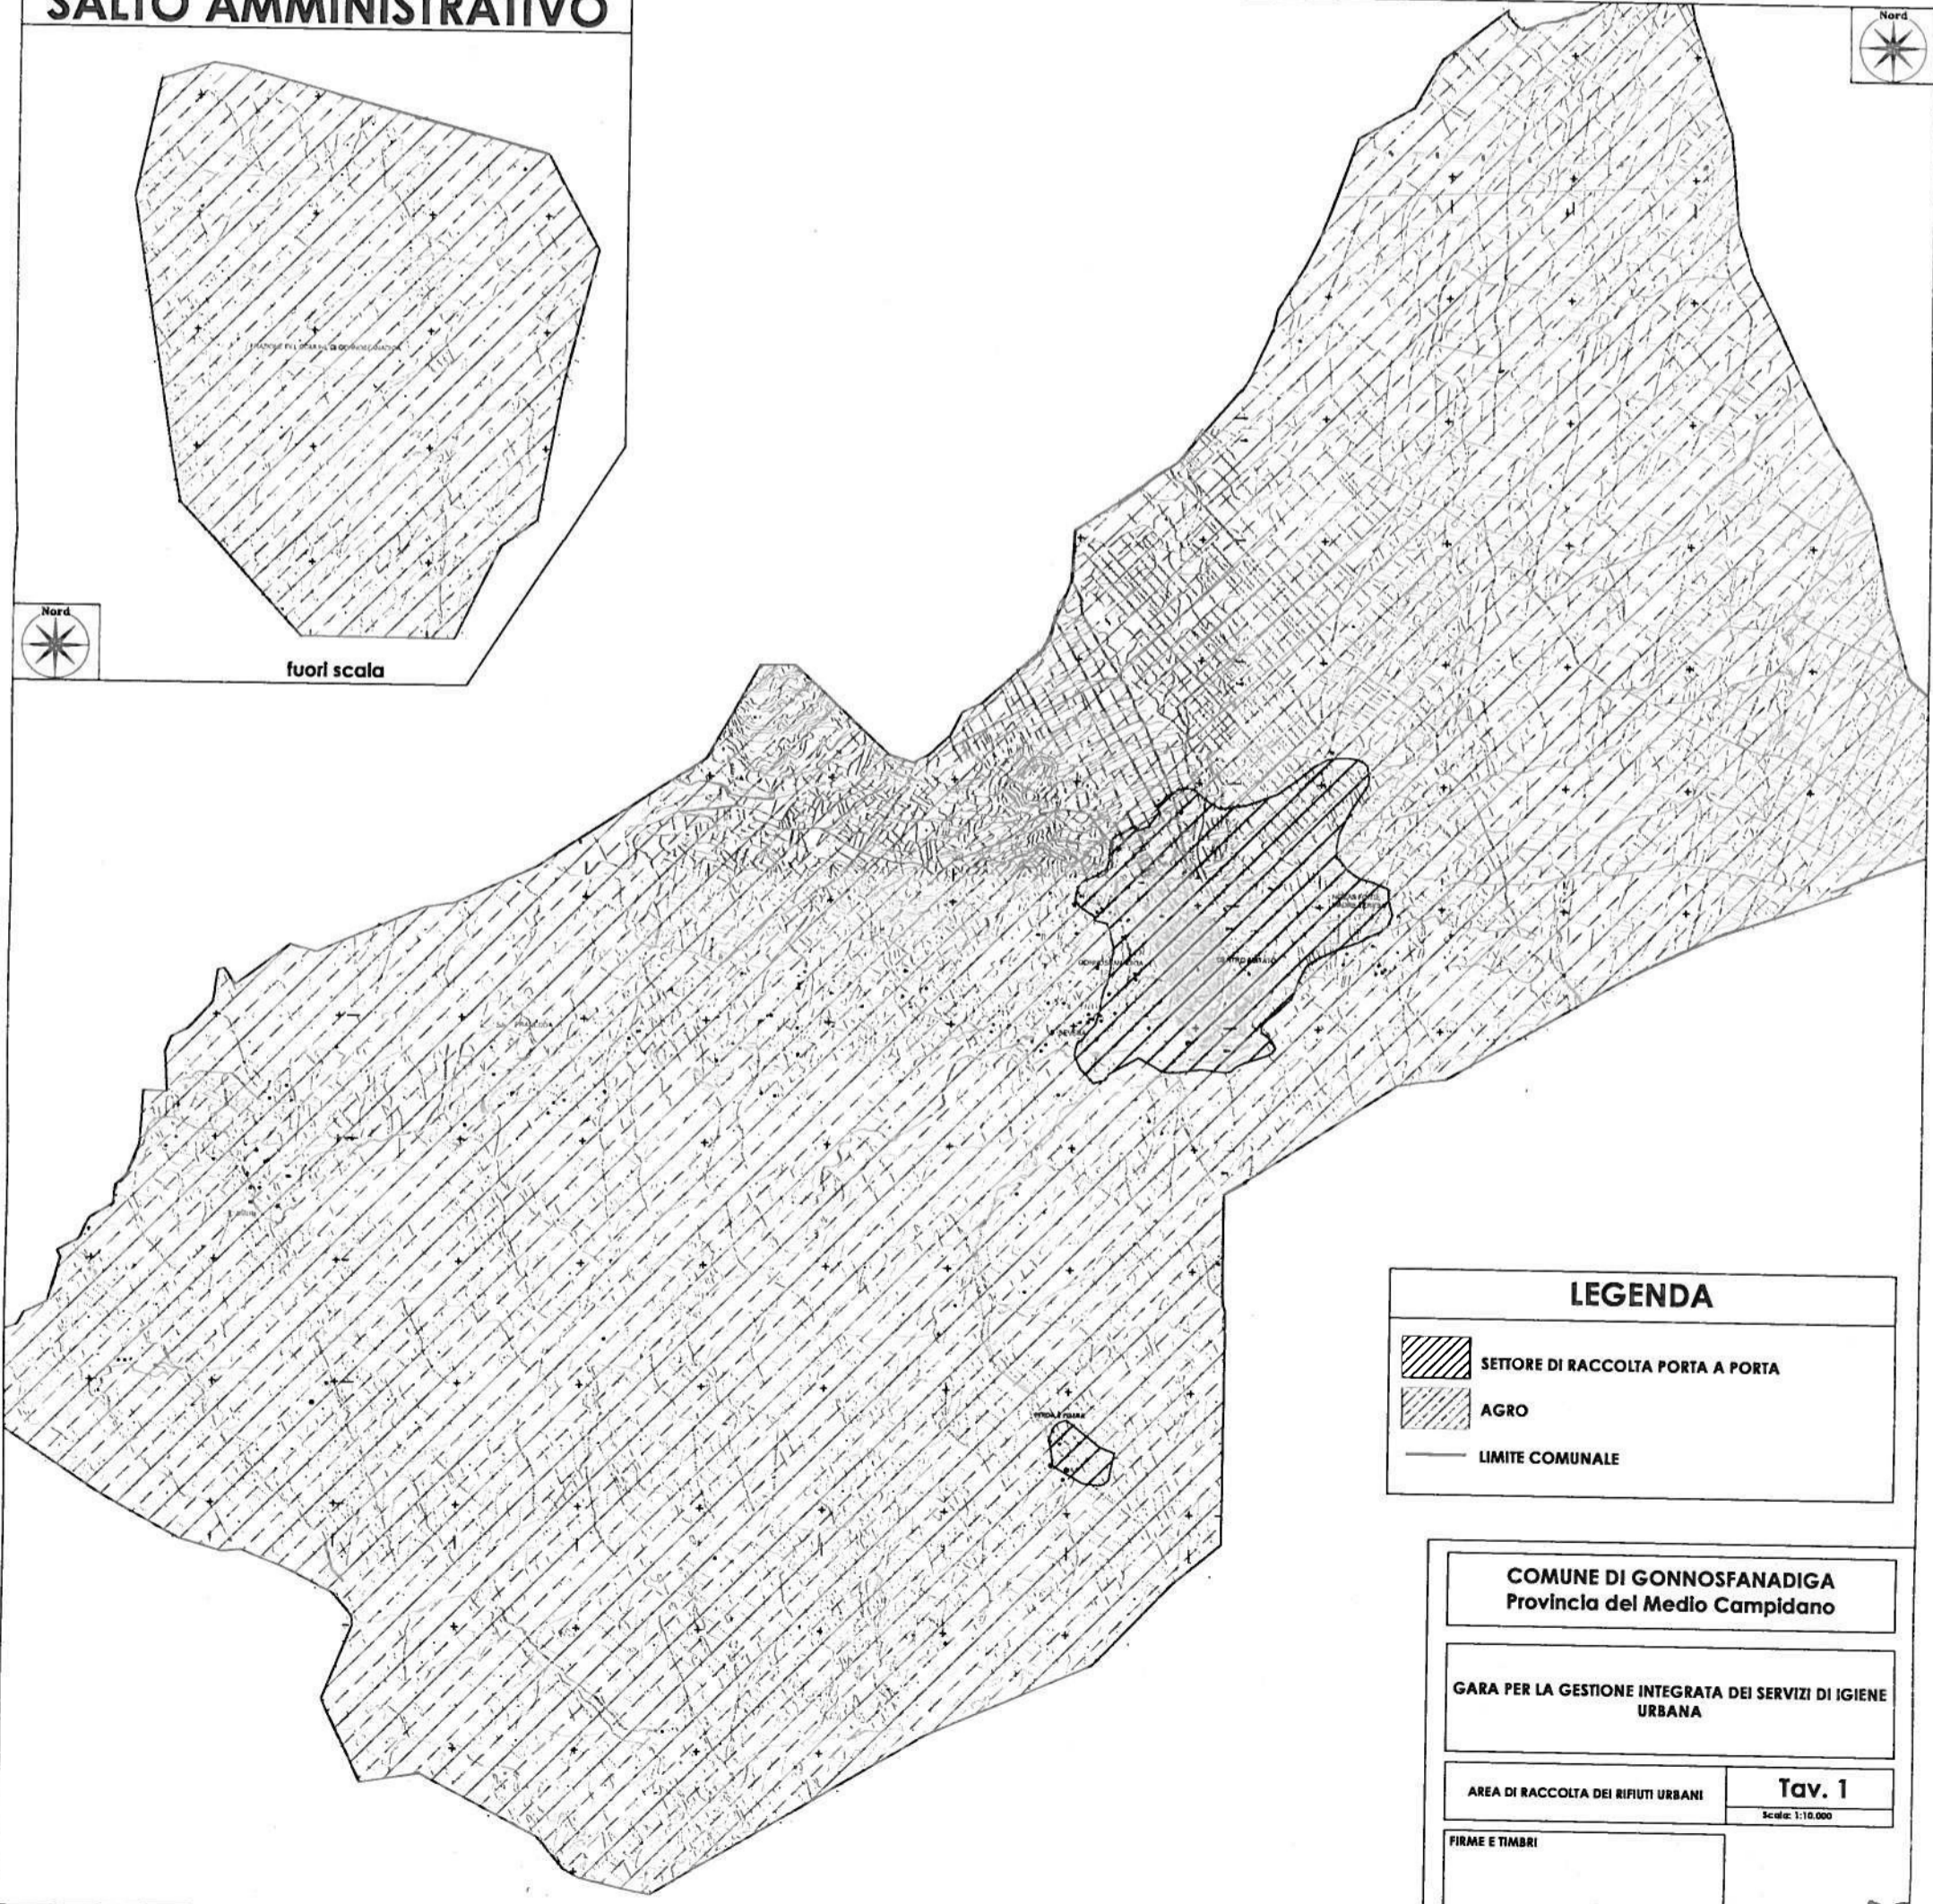 SALTO AMMINISTRATIVO
Nord
Nord
fuori scala
CENTRO ABITATO
LEGENDA
SETTORE DI RACCOLTA PORTA A PORTA
AGRO
LIMITE COMUNALE
COMUNE DI GONNOSFANADIGA
Provincia del Medio Campidano
GARA PER LA GESTIONE INTEGRATA DEI SERVIZI DI IGIENE
URBANA
AREA DI RACCOLTA DEI RIFIUTI URBANI
Tav. 1
Scala: 1:10.000
FIRME E TIMBRI